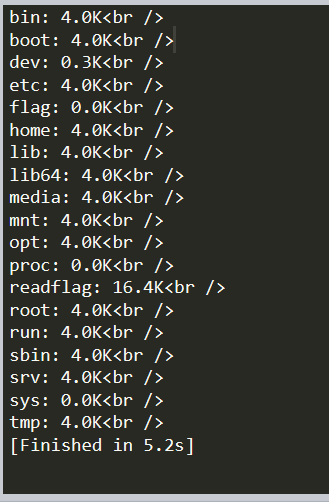 bin: 4.0K<br />
boot: 4.0K<br />
dev: 0.3K<br />
etc: 4.0K<br />
flag: 0.0K<br />
home: 4.0K<br />
lib: 4.0K<br />
lib64: 4.0K<br />
media: 4.0K<br />
mnt: 4.0K<br />
opt: 4.0K<br />
proc: 0.0K<br />
readflag: 16.4K<br />
root: 4.0K<br />
run: 4.0K<br />
sbin: 4.0K<br />
srv: 4.0K<br />
sys: 0.0K<br />
tmp: 4.0K<br />
[Finished in 5.2s]